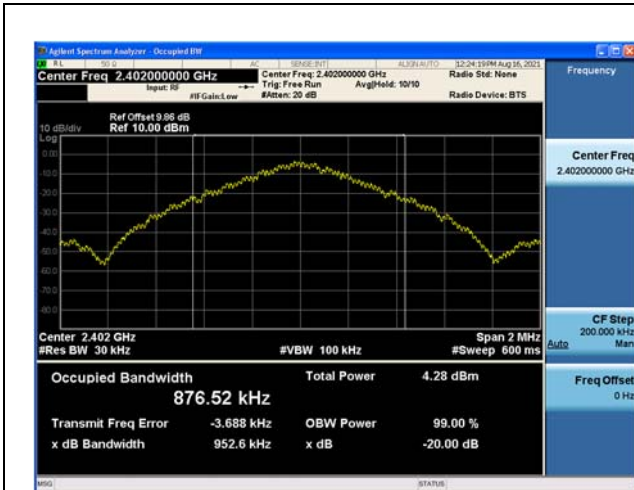 Agilent Spectrum Analyzer - Occupied BW
RL 50 Ω AC SENSE:INT ALIGN AUTO 12:24:19 PM Aug 16, 2021
Center Freq 2.402000000 GHz
Input: RF
#IFGain:Low
Center Freq: 2.402000000 GHz
Trig: Free Run Avg|Hold: 10/10
#Atten: 20 dB
Radio Std: None
Radio Device: BTS
Ref Offset 9.86 dB
10 dB/div Ref 10.00 dBm
Log
0.00
-10.0
-20.0
-30.0
-40.0
-50.0
-60.0
-70.0
-80.0
Center 2.402 GHz Span 2 MHz
#Res BW 30 kHz #VBW 100 kHz #Sweep 600 ms
Occupied Bandwidth Total Power 4.28 dBm
876.52 kHz
Transmit Freq Error -3.688 kHz OBW Power 99.00 %
x dB Bandwidth 952.6 kHz x dB -20.00 dB
MSG STATUS
Frequency
Center Freq
2.402000000 GHz
CF Step
200.000 kHz
Auto Man
Freq Offset
0 Hz